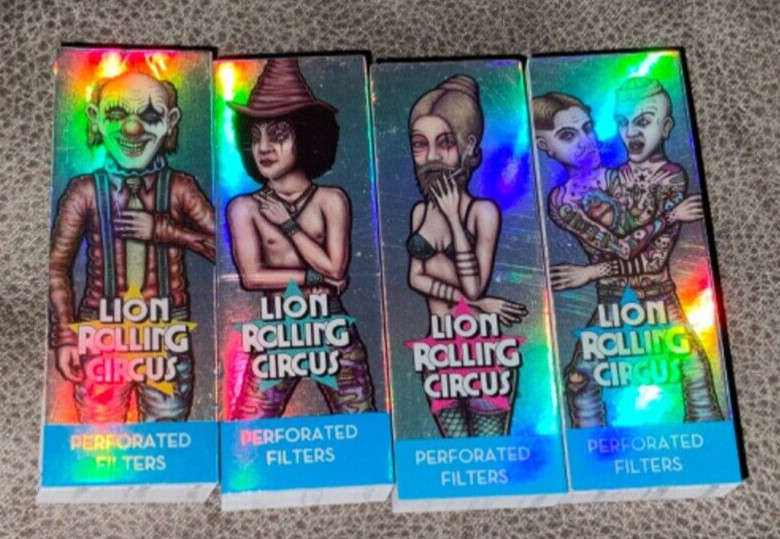 LION
ROLLING
CIRCUS
PERFORATED
FILTERS
LION
ROLLING
CIRCUS
PERFORATED
FILTERS
LION
ROLLING
CIRCUS
PERFORATED
FILTERS
LION
ROLLING
CIRCUS
PERFORATED
FILTERS